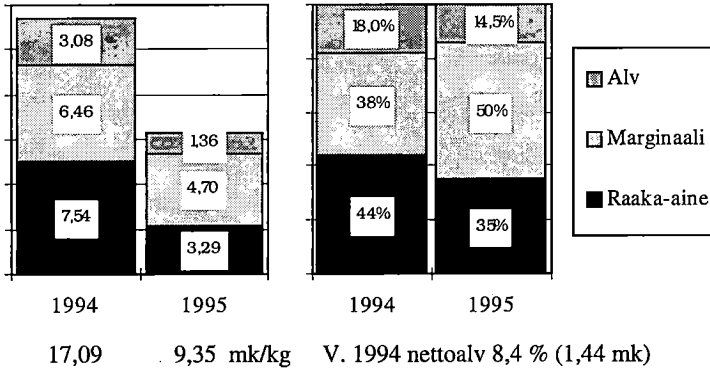 3,08
18,0%
14,5%
Alv
6,46
38%
50%
Marginaali
1,36
4,70
7,54
3,29
44%
35%
Raaka-aine
1994 1995 1994 1995
17,09 9,35 mk/kg V. 1994 nettoalv 8,4 % (1,44 mk)